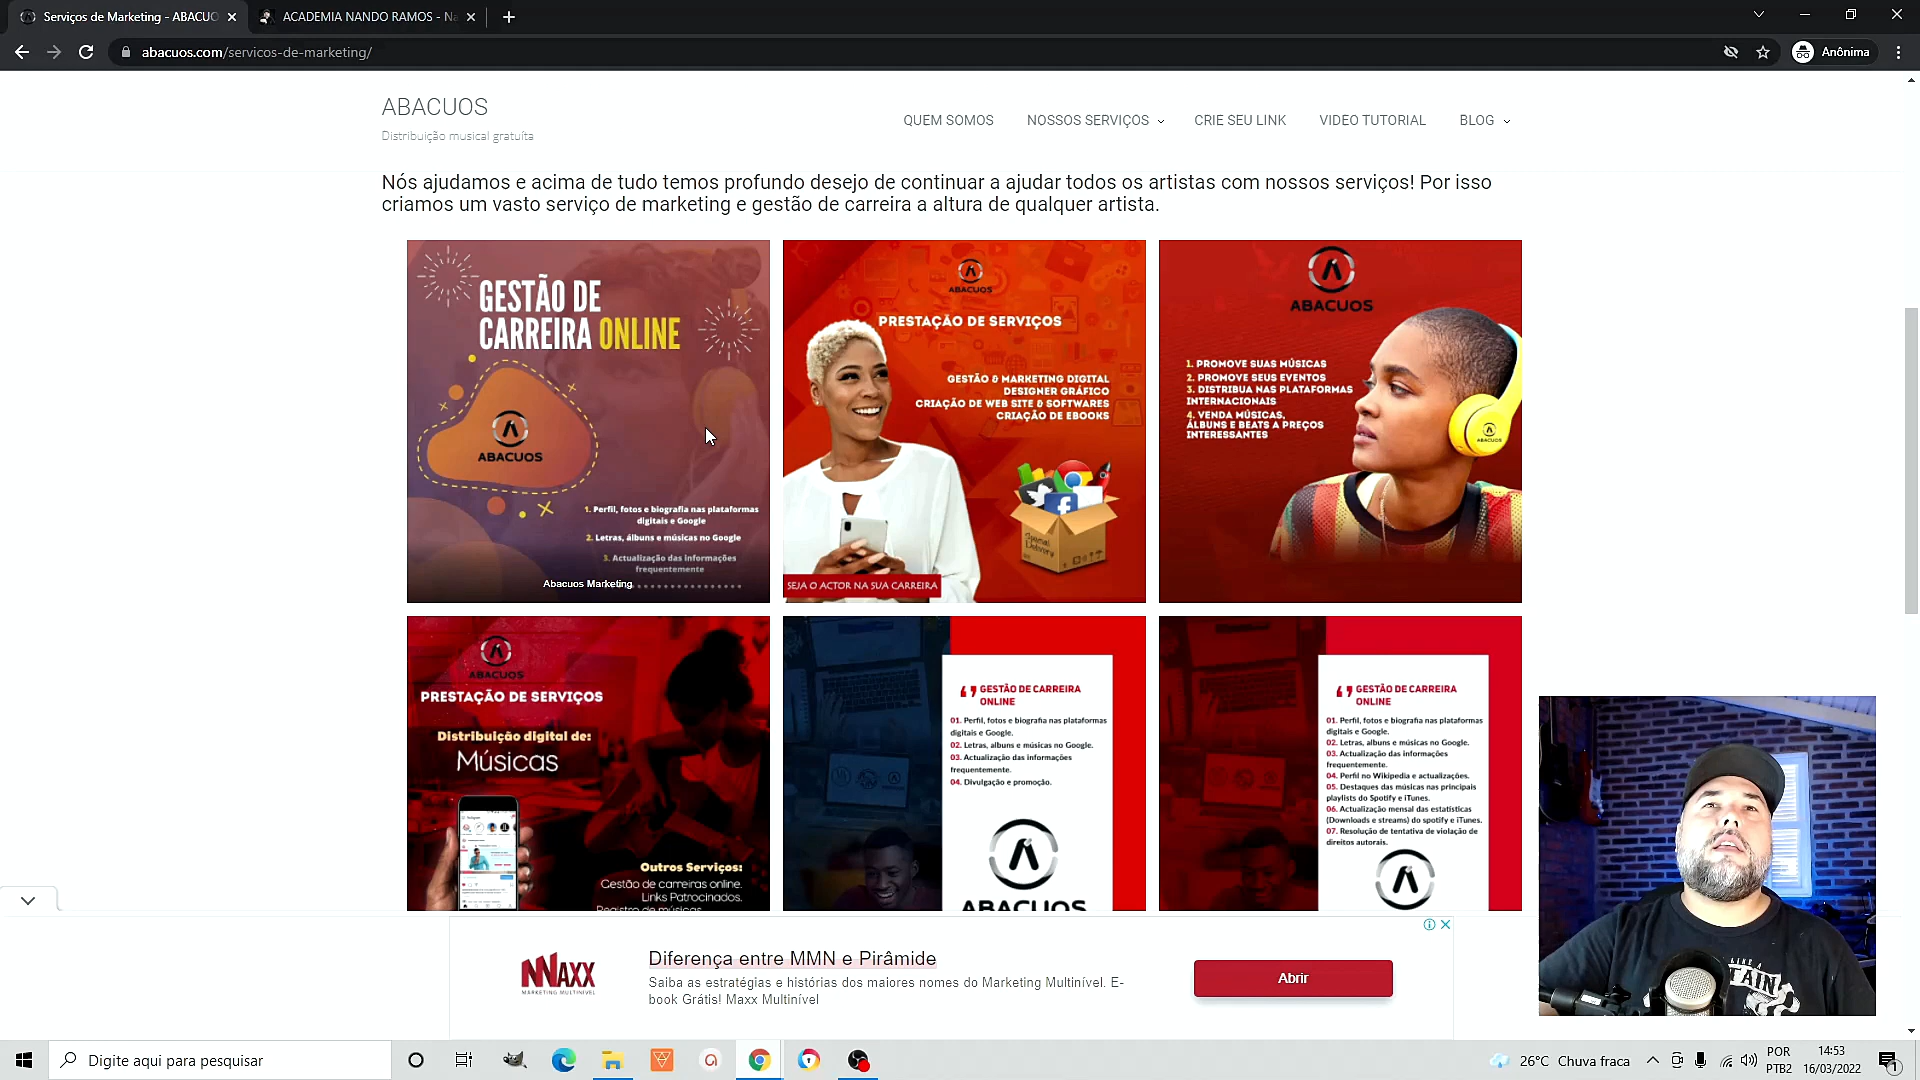 Serviços de Marketing - ABACUO
ACADEMIA NANDO RAMOS - Na
abacuos.com/servicos-de-marketing/
Anônima
ABACUOS
Distribuição musical gratuíta
QUEM SOMOS
NOSSOS SERVIÇOS
CRIE SEU LINK
VIDEO TUTORIAL
BLOG
Nós ajudamos e acima de tudo temos profundo desejo de continuar a ajudar todos os artistas com nossos serviços! Por isso
criamos um vasto serviço de marketing e gestão de carreira a altura de qualquer artista.
GESTÃO DE
CARREIRA ONLINE
ABACUOS
1. Perfil, fotos e biografia nas plataformas
digitais e Google
2. Letras, álbuns e músicas no Google
3. Actualização das informações
frequentemente
Abacuos Marketing
ABACUOS
PRESTAÇÃO DE SERVIÇOS
GESTÃO & MARKETING DIGITAL
DESIGNER GRÁFICO
CRIAÇÃO DE WEB SITE & SOFTWARES
CRIAÇÃO DE EBOOKS
Special
Delivery
SEJA O ACTOR NA SUA CARREIRA
ABACUOS
1. PROMOVE SUAS MÚSICAS
2. PROMOVE SEUS EVENTOS
3. DISTRIBUA NAS PLATAFORMAS
INTERNACIONAIS
4. VENDA MÚSICAS,
ÁLBUNS E BEATS A PREÇOS
INTERESSANTES
ABACUOS
ABACUOS
PRESTAÇÃO DE SERVIÇOS
Distribuição digital de:
Músicas
Outros Serviços:
Gestão de carreiras online.
Links Patrocinados.
Registro de músicas
GESTÃO DE CARREIRA
ONLINE
01. Perfil, fotos e biografia nas plataformas
digitais e Google.
02. Letras, albuns e músicas no Google.
03. Actualização das informações
frequentemente.
04. Divulgação e promoção.
ABACUOS
GESTÃO DE CARREIRA
ONLINE
01. Perfil, fotos e biografia nas plataformas
digitais e Google.
02. Letras, albuns e músicas no Google.
03. Actualização das informações
frequentemente.
04. Perfil no Wikipedia e actualizações.
05. Destaques das músicas nas principais
playlists do Spotify e iTunes.
06. Actualização mensal das estatísticas
(Downloads e streams) do spotify e iTunes.
07. Resolução de tentativa de violação de
direitos autorais.
MAXX
MARKETING MULTINÍVEL
Diferença entre MMN e Pirâmide
Saiba as estratégias e histórias dos maiores nomes do Marketing Multinível. E-
book Grátis! Maxx Multinível
Abrir
LIKE A
Digite aqui para pesquisar
26°C Chuva fraca
POR
PTB2
14:53
16/03/2022
1